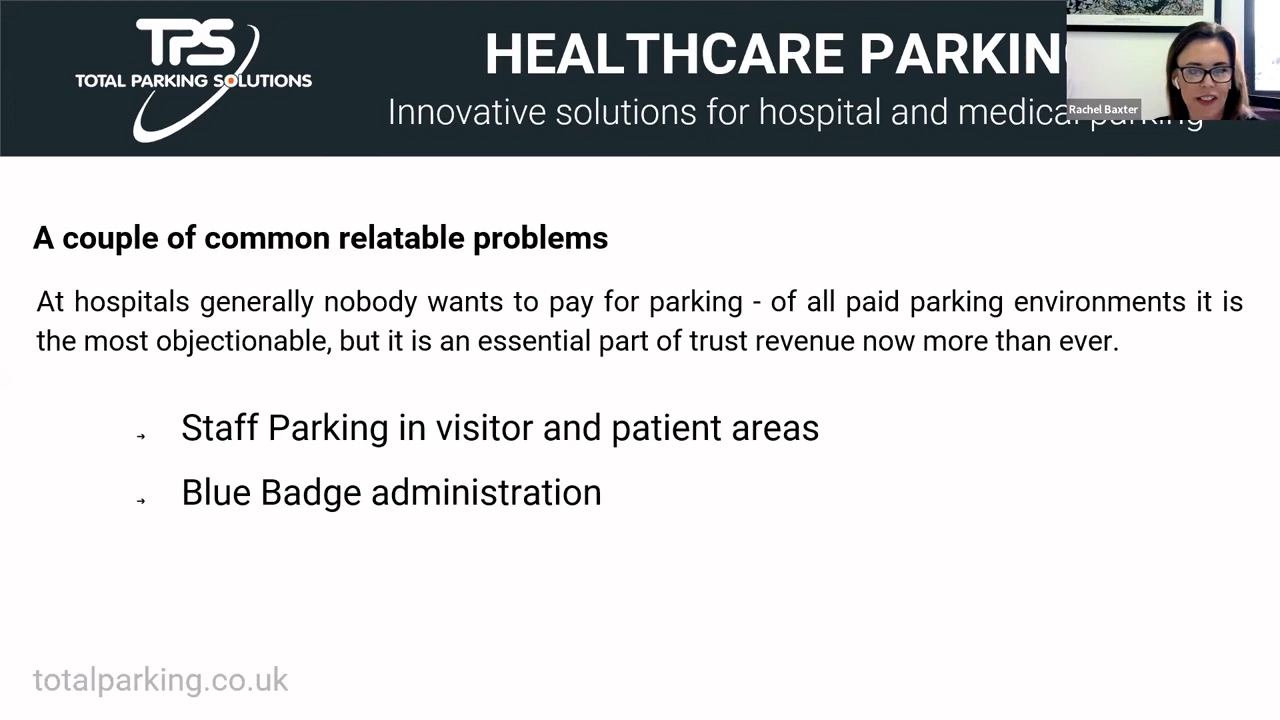 TPS
TOTAL PARKING SOLUTIONS
HEALTHCARE PARKIN
Innovative solutions for hospital and medical parking
Rachel Baxter
A couple of common relatable problems
At hospitals generally nobody wants to pay for parking - of all paid parking environments it is
the most objectionable, but it is an essential part of trust revenue now more than ever.
→ Staff Parking in visitor and patient areas
→ Blue Badge administration
totalparking.co.uk